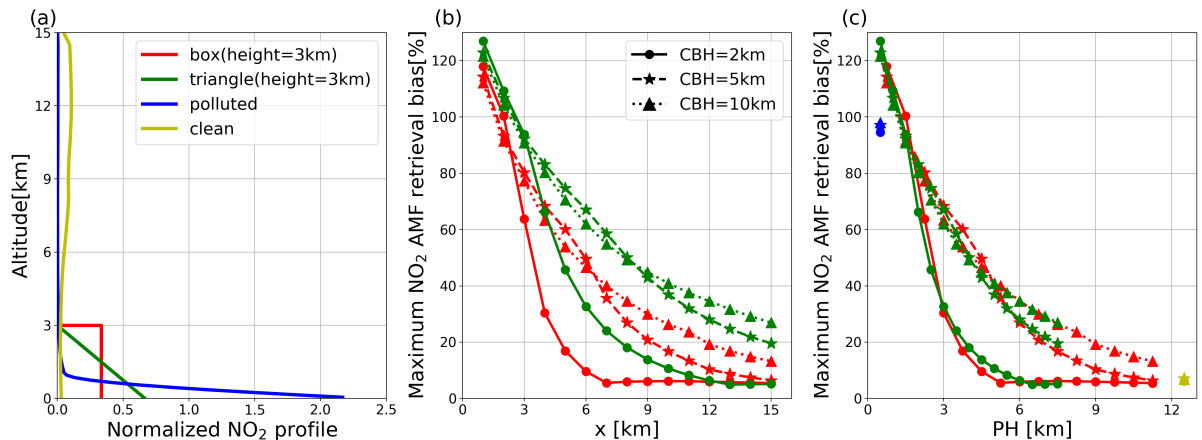 (a)
15
12
9
6
3
0
Altitude[km]
box(height=3km)
triangle(height=3km)
polluted
clean
0.0 0.5 1.0 1.5 2.0 2.5
Normalized NO₂ profile
(b)
120
100
80
60
40
20
0
Maximum NO₂ AMF retrieval bias[%]
CBH=2km
CBH=5km
CBH=10km
0 3 6 9 12 15
x [km]
(c)
120
100
80
60
40
20
0
Maximum NO₂ AMF retrieval bias[%]
0 3 6 9 12
PH [km]